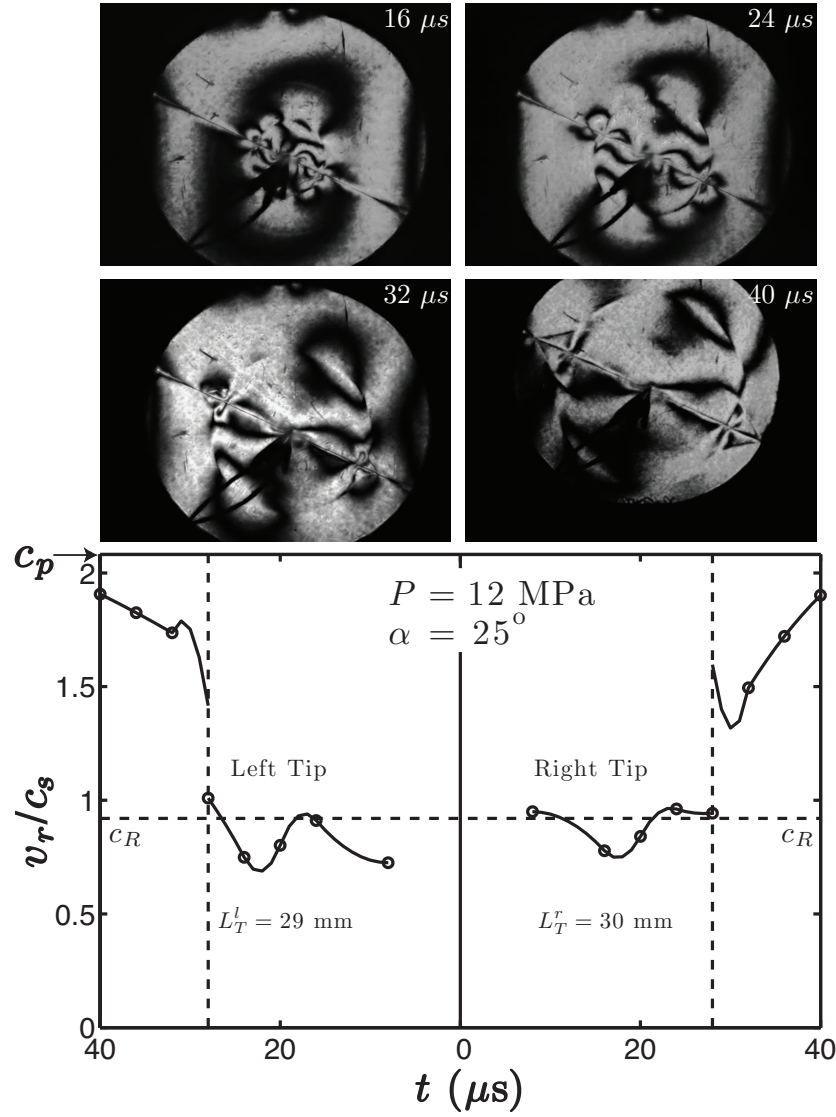 16 μs
24 μs
32 μs
40 μs
c_p
2
1.5
1
0.5
0
v_r/c_s
P = 12 MPa
α = 25°
Left Tip
Right Tip
c_R
c_R
L_T^l = 29 mm
L_T^r = 30 mm
40
20
0
20
40
t (μs)